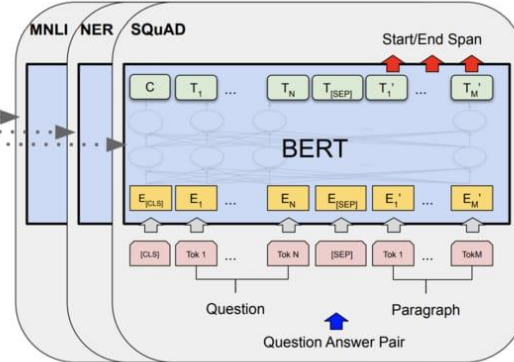 MNLI NER SQuAD
Start/End Span
C T1 ... TN T[SEP] T1' ... TM'
BERT
E[CLS] E1 ... EN E[SEP] E1' ... EM'
[CLS] Tok 1 ... Tok N [SEP] Tok 1 ... TokM
Question Paragraph
Question Answer Pair